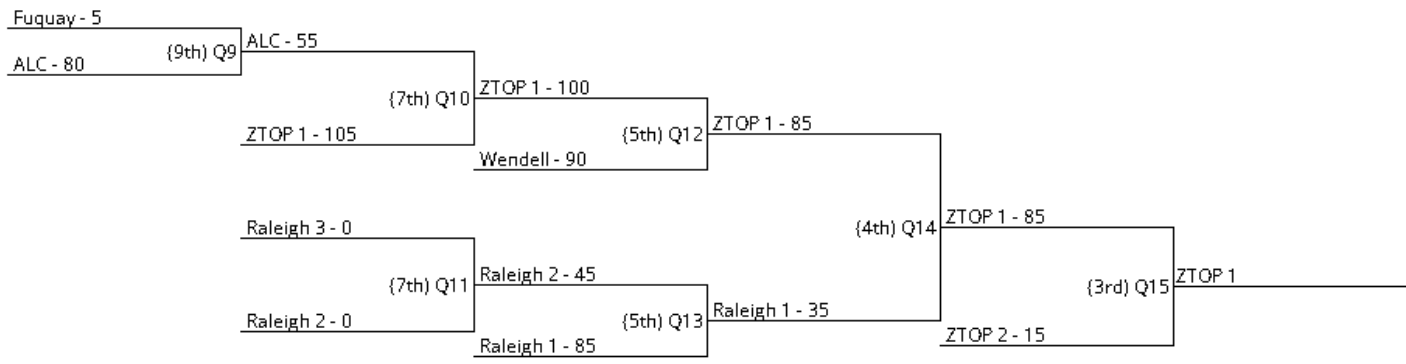 Fuquay - 5
{9th} Q9
ALC - 80
ALC - 55
{7th} Q10
ZTOP 1 - 105
ZTOP 1 - 100
{5th} Q12
Wendell - 90
ZTOP 1 - 85
Raleigh 3 - 0
{7th} Q11
Raleigh 2 - 0
Raleigh 2 - 45
{5th} Q13
Raleigh 1 - 85
Raleigh 1 - 35
{4th} Q14
ZTOP 1 - 85
{3rd} Q15
ZTOP 2 - 15
ZTOP 1